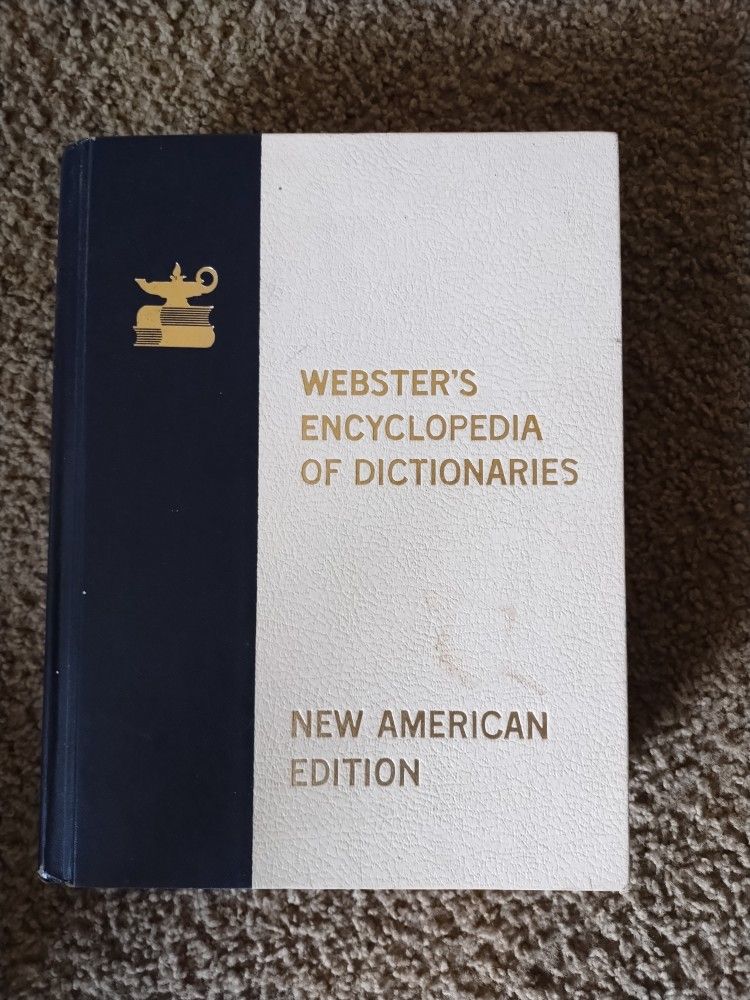 WEBSTER'S
ENCYCLOPEDIA
OF DICTIONARIES
NEW AMERICAN
EDITION